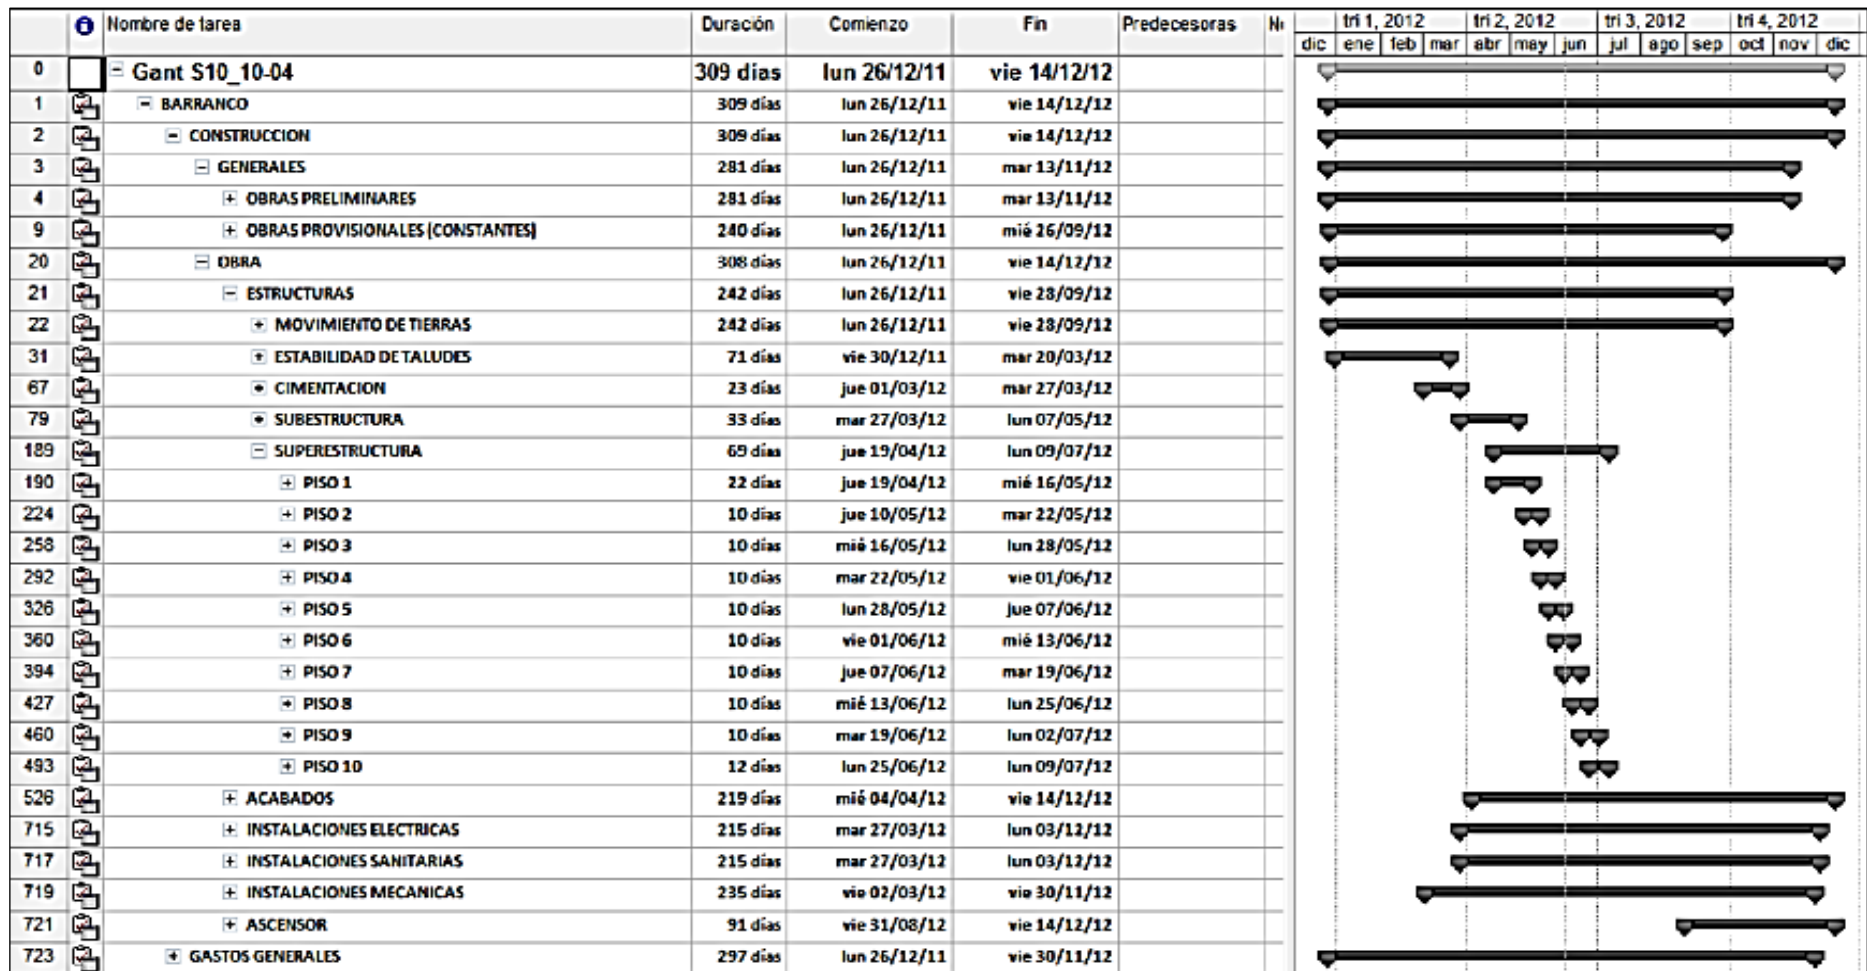 Nombre de tarea Duración Comienzo Fin Predecesoras tri 1, 2012 tri 2, 2012 tri 3, 2012 tri 4, 2012
dic ene feb mar abr may jun jul ago sep oct nov dic
0 Gant S10_10-04 309 días lun 26/12/11 vie 14/12/12
1 BARRANCO 309 días lun 26/12/11 vie 14/12/12
2 CONSTRUCCION 309 días lun 26/12/11 vie 14/12/12
3 GENERALES 281 días lun 26/12/11 mar 13/11/12
4 OBRAS PRELIMINARES 281 días lun 26/12/11 mar 13/11/12
9 OBRAS PROVISIONALES (CONSTANTES) 240 días lun 26/12/11 mié 26/09/12
20 OBRA 308 días lun 26/12/11 vie 14/12/12
21 ESTRUCTURAS 242 días lun 26/12/11 vie 28/09/12
22 MOVIMIENTO DE TIERRAS 242 días lun 26/12/11 vie 28/09/12
31 ESTABILIDAD DE TALUDES 71 días vie 30/12/11 mar 20/03/12
67 CIMENTACION 23 días jue 01/03/12 mar 27/03/12
79 SUBESTRUCTURA 33 días mar 27/03/12 lun 07/05/12
189 SUPERESTRUCTURA 69 días jue 19/04/12 lun 09/07/12
190 PISO 1 22 días jue 19/04/12 mié 16/05/12
224 PISO 2 10 días jue 10/05/12 mar 22/05/12
258 PISO 3 10 días mié 16/05/12 lun 28/05/12
292 PISO 4 10 días mar 22/05/12 vie 01/06/12
326 PISO 5 10 días lun 28/05/12 jue 07/06/12
360 PISO 6 10 días vie 01/06/12 mié 13/06/12
394 PISO 7 10 días jue 07/06/12 mar 19/06/12
427 PISO 8 10 días mié 13/06/12 lun 25/06/12
460 PISO 9 10 días mar 19/06/12 lun 02/07/12
493 PISO 10 12 días lun 25/06/12 lun 09/07/12
526 ACABADOS 219 días mié 04/04/12 vie 14/12/12
715 INSTALACIONES ELECTRICAS 215 días mar 27/03/12 lun 03/12/12
717 INSTALACIONES SANITARIAS 215 días mar 27/03/12 lun 03/12/12
719 INSTALACIONES MECANICAS 235 días vie 02/03/12 vie 30/11/12
721 ASCENSOR 91 días vie 31/08/12 vie 14/12/12
723 GASTOS GENERALES 297 días lun 26/12/11 vie 30/11/12